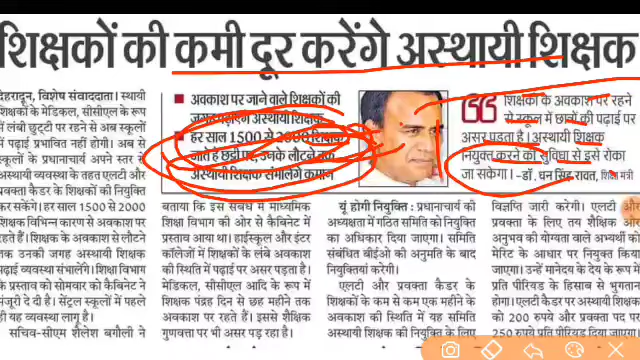 शिक्षकों की कमी दूर करेंगे अस्थायी शिक्षक
देहरादून, विशेष संवाददाता। स्थायी
शिक्षकों के मेडिकल, सीसीएल के रूप
में लंबी छुट्टी पर रहने से अब स्कूलों
में पढ़ाई प्रभावित नहीं होगी। अब से
स्कूलों के प्रधानाचार्य अपने स्तर से
अस्थायी व्यवस्था के तहत एलटी और
प्रवक्ता कैडर के शिक्षकों की नियुक्ति
कर सकेंगे। हर साल 1500 से 2000
शिक्षक विभिन्न कारण से अवकाश पर
रहते हैं। शिक्षक के अवकाश से लौटने
तक उनकी जगह अस्थायी शिक्षक
पढ़ाई व्यवस्था संभालेंगे। शिक्षा विभाग
के प्रस्ताव को सोमवार को कैबिनेट ने
मंजूरी दे दी है। सेंट्रल स्कूलों में पहले
ही यह व्यवस्था लागू है।
सचिव-सीएम शैलेश बगौली ने
अवकाश पर जाने वाले शिक्षकों की
जगह अस्थायी शिक्षक
हर साल 1500 से 2000 शिक्षक
जाते हैं छुट्टी पर, उनके लौटने तक
अस्थायी शिक्षक संभालेंगे कमान
बताया कि इस संबंध में माध्यमिक
शिक्षा विभाग की ओर से कैबिनेट में
प्रस्ताव आया था। हाईस्कूल और इंटर
कॉलेजों में शिक्षकों के लंबे अवकाश
की स्थिति में पढ़ाई पर असर पड़ता है।
मेडिकल, सीसीएल आदि के रूप में
शिक्षक पंद्रह दिन से छह महीने तक
अवकाश पर रहते हैं। इससे शैक्षिक
गुणवत्ता पर भी असर पड़ रहा है।
शिक्षकों के अवकाश पर रहने
से स्कूल में छात्रों की पढ़ाई पर
असर पड़ता है। अस्थायी शिक्षक
नियुक्त करने की सुविधा से इसे रोका
जा सकेगा। -डॉ. धन सिंह रावत, शिक्षा मंत्री
यूं होगी नियुक्ति: प्रधानाचार्य की
अध्यक्षता में गठित समिति को नियुक्ति
का अधिकार दिया जाएगा। समिति
संबंधित बीईओ की अनुमति के बाद
नियुक्तियां करेगी।
एलटी और प्रवक्ता कैडर के
शिक्षकों के कम से कम एक महीने के
अवकाश की स्थिति में यह समिति
अस्थायी शिक्षक की नियुक्ति के लिए
विज्ञप्ति जारी करेगी। एलटी और
प्रवक्ता के लिए तय शैक्षिक और
अनुभव की योग्यता वाले अभ्यर्थी को
मेरिट के आधार पर नियुक्त किया
जाएगा। उन्हें मानदेय के देय के रूप में
प्रति पीरियड के हिसाब से भुगतान
होगा। एलटी कैडर पर अस्थायी शिक्षक
को 200 रुपये और प्रवक्ता पद पर
250 रुपये प्रति पीरियड दिया जाएगा।